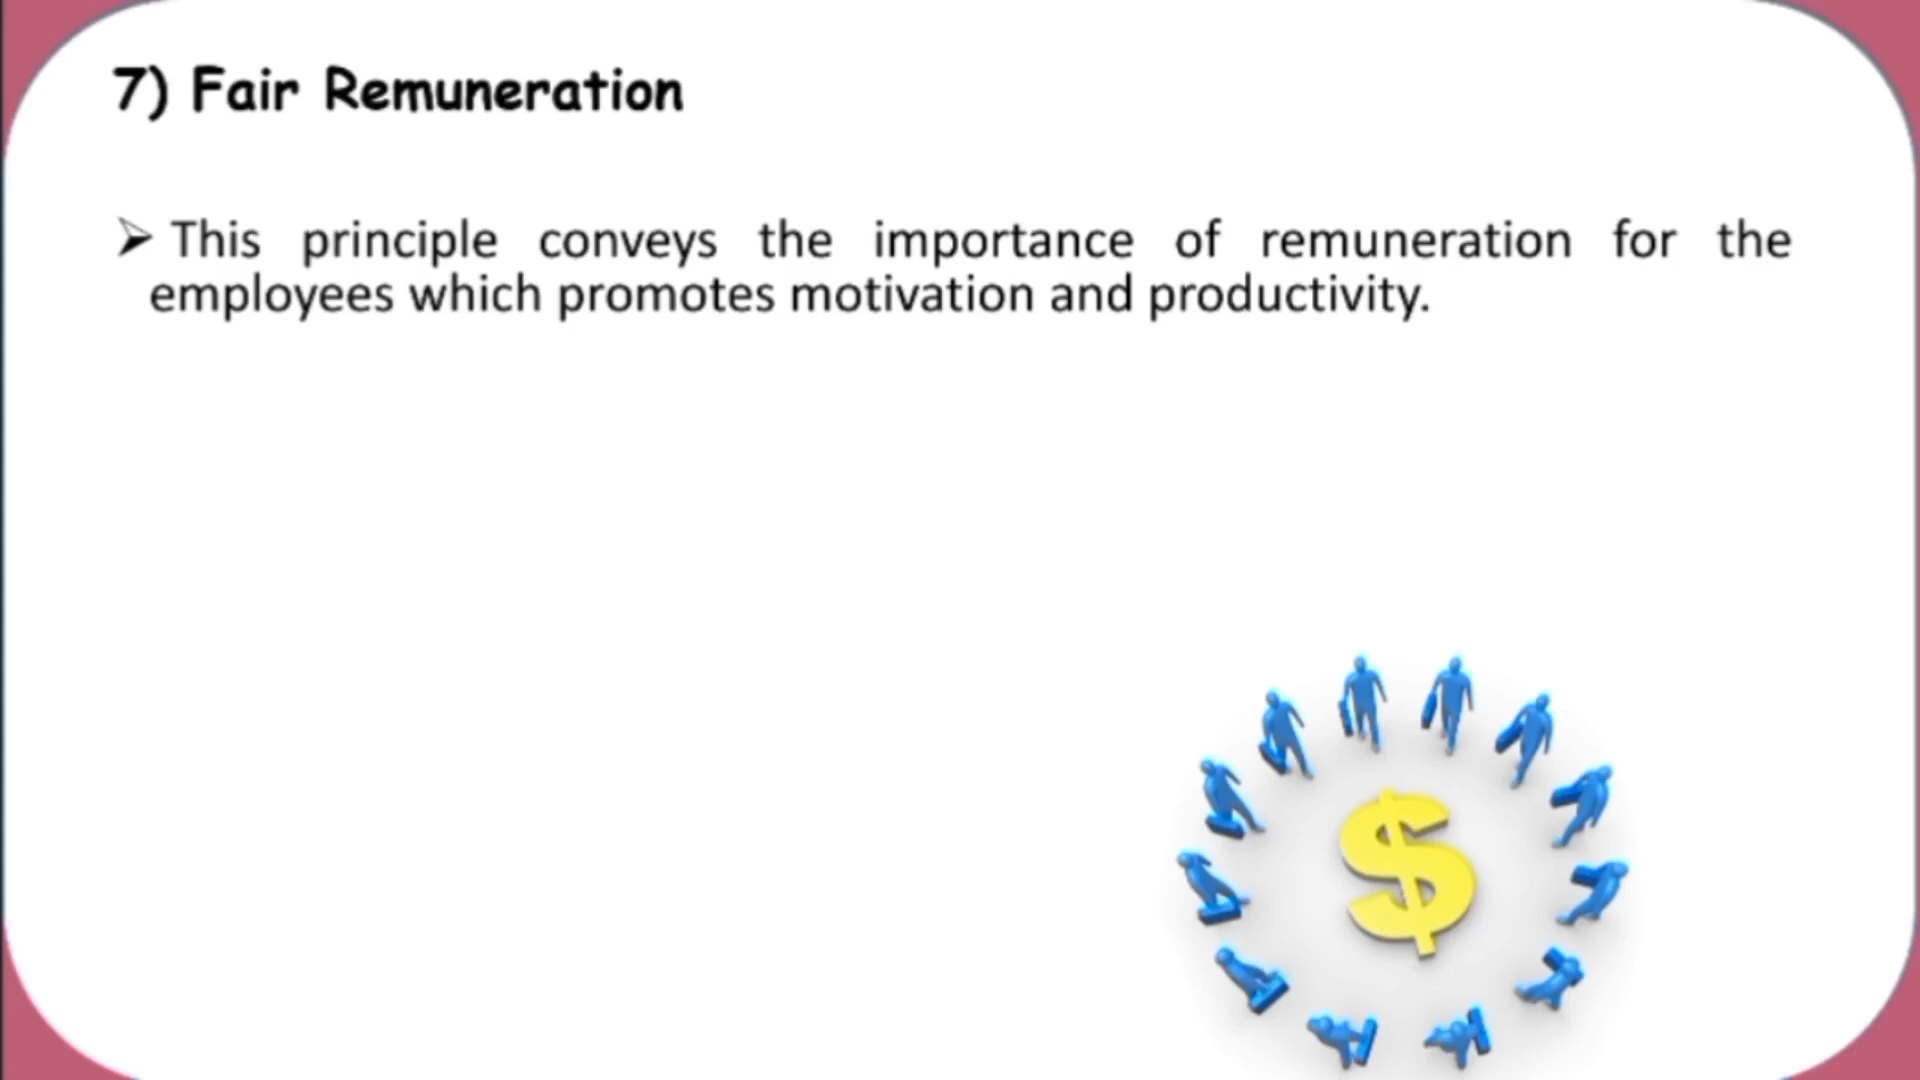 7) Fair Remuneration
➢ This principle conveys the importance of remuneration for the
employees which promotes motivation and productivity.
$